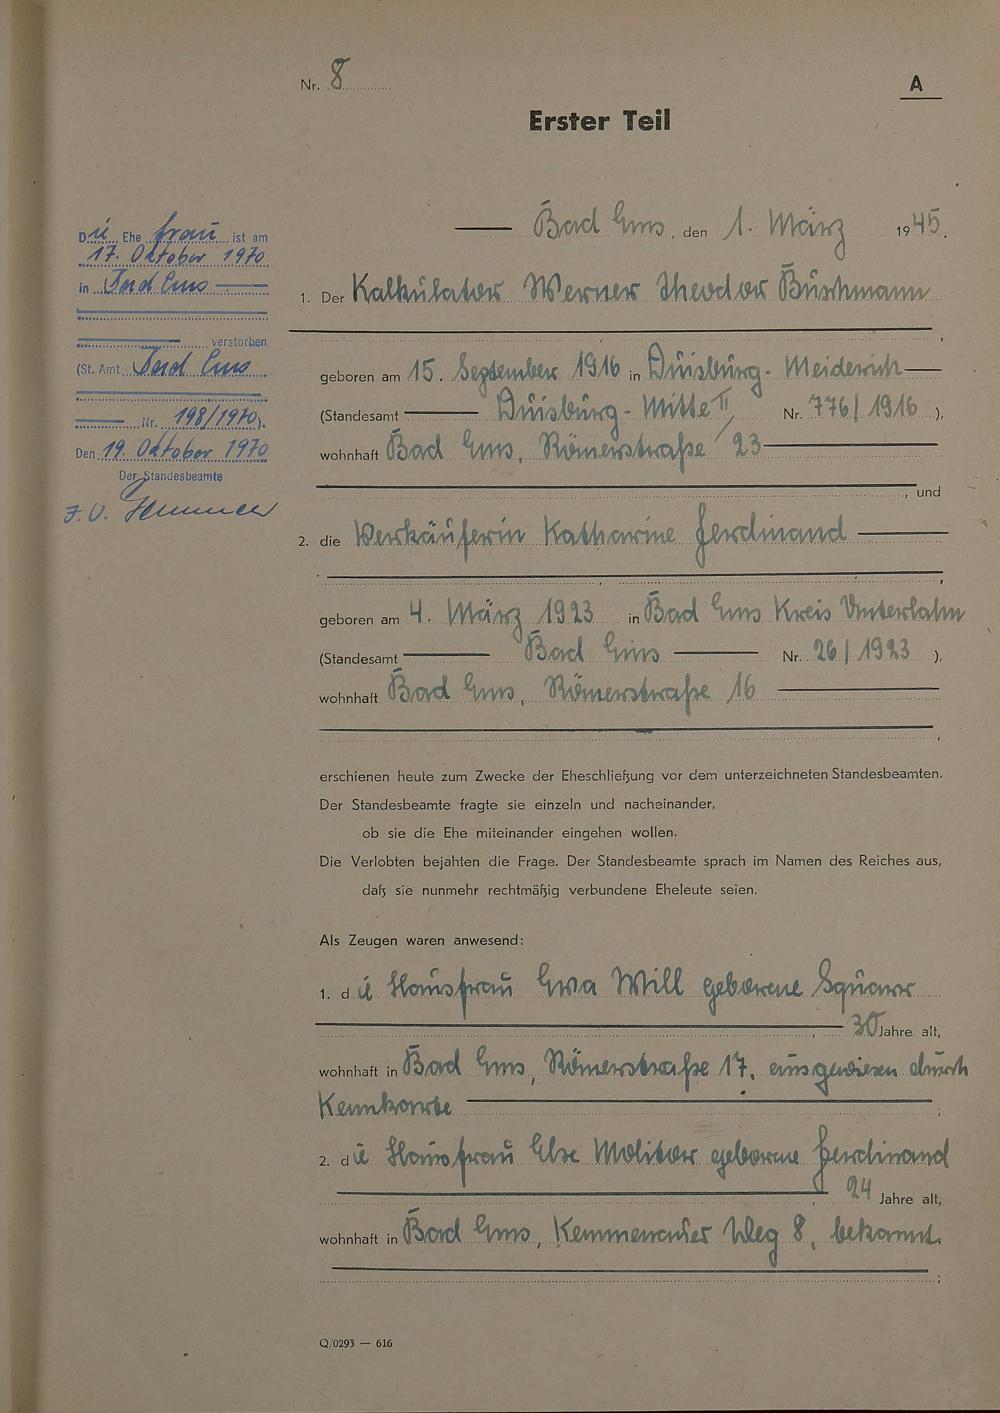 Nr. 8
A
Erster Teil
Bad Ems, den 1. März 1945.
1. Der Kalkulator Werner Theodor Buschmann
geboren am 15. September 1916 in Duisburg-Meiderich
(Standesamt Duisburg-Mitte II, Nr. 776/1916 ),
wohnhaft Bad Ems, Römerstraße 23
, und
2. die Verkäuferin Katharine Ferdinand
,
geboren am 4. März 1923 in Bad Ems Kreis Unterlahn
(Standesamt Bad Ems Nr. 26/1923 ),
wohnhaft Bad Ems, Römerstraße 16
,
erschienen heute zum Zwecke der Eheschließung vor dem unterzeichneten Standesbeamten.
Der Standesbeamte fragte sie einzeln und nacheinander,
ob sie die Ehe miteinander eingehen wollen.
Die Verlobten bejahten die Frage. Der Standesbeamte sprach im Namen des Reiches aus,
daß sie nunmehr rechtmäßig verbundene Eheleute seien.
Als Zeugen waren anwesend:
1. die Hausfrau Eva Will geborene
, 30 Jahre alt,
wohnhaft in Bad Ems, Römerstraße 17, ausgewiesen durch
Kennkarte ;
2. die Hausfrau Else Molitor geborene Ferdinand
, 24 Jahre alt,
wohnhaft in Bad Ems, Kemmenauer Weg 8, bekannt.
;
Q/0293 — 616
Die Ehefrau ist am
17. Oktober 1970
in Bad Ems
verstorben
(St. Amt Bad Ems
Nr. 198/1970).
Den 19. Oktober 1970
Der Standesbeamte
J. V.